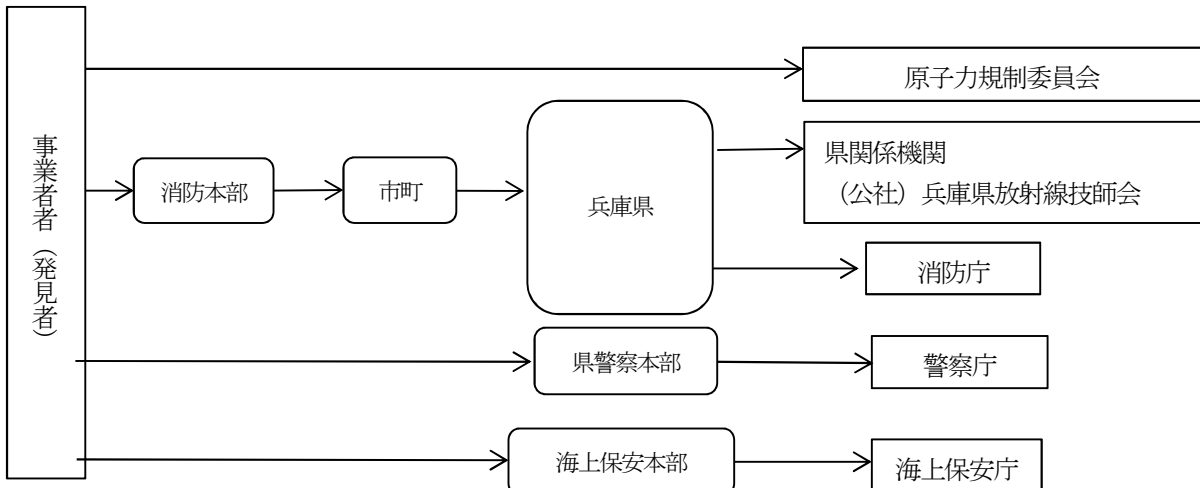 事業者者（発見者）
原子力規制委員会
県関係機関
（公社）兵庫県放射線技師会
消防本部
市町
兵庫県
消防庁
県警察本部
警察庁
海上保安本部
海上保安庁